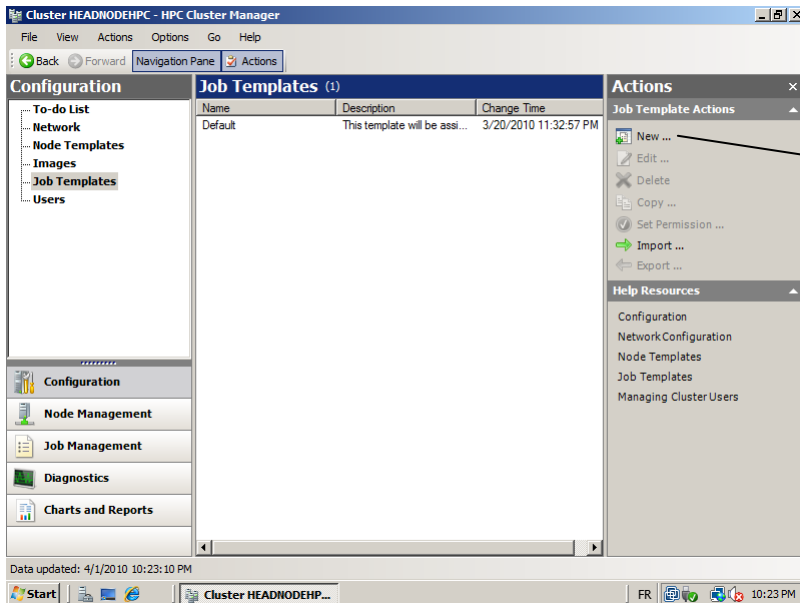 Cluster HEADNODEHPC - HPC Cluster Manager
File View Actions Options Go Help
Back Forward Navigation Pane Actions
Configuration
To-do List
Network
Node Templates
Images
Job Templates
Users
Configuration
Node Management
Job Management
Diagnostics
Charts and Reports
Job Templates (1)
Name Description Change Time
Default This template will be assi... 3/20/2010 11:32:57 PM
Actions
Job Template Actions
New ...
Edit ...
Delete
Copy ...
Set Permission ...
Import ...
Export ...
Help Resources
Configuration
Network Configuration
Node Templates
Job Templates
Managing Cluster Users
Data updated: 4/1/2010 10:23:10 PM
Start Cluster HEADNODEHP... FR 10:23 PM